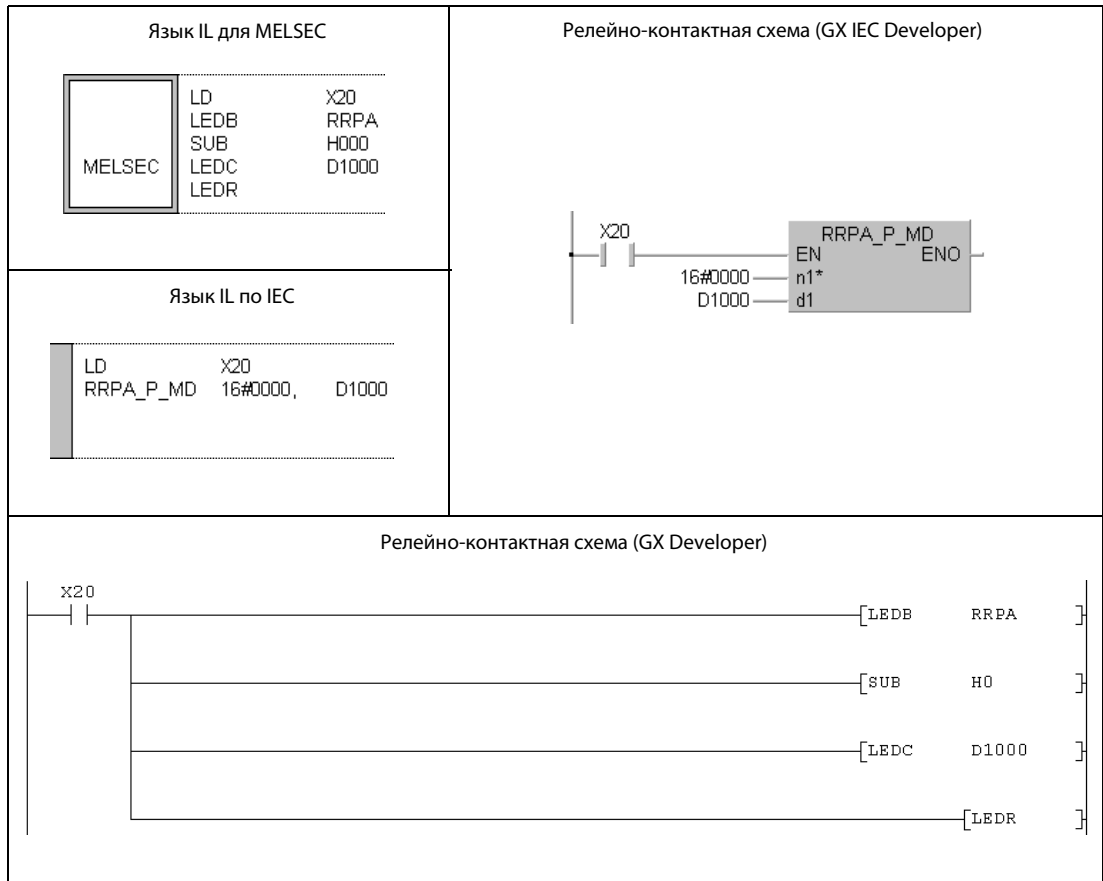 Язык IL для MELSEC
MELSEC
LD X20
LEDB RRPA
SUB H000
LEDC D1000
LEDR
Релейно-контактная схема (GX IEC Developer)
X20
RRPA_P_MD
EN ENO
16#0000 n1*
D1000 d1
Язык IL по IEC
LD X20
RRPA_P_MD 16#0000, D1000
Релейно-контактная схема (GX Developer)
X20
LEDB RRPA
SUB H0
LEDC D1000
LEDR